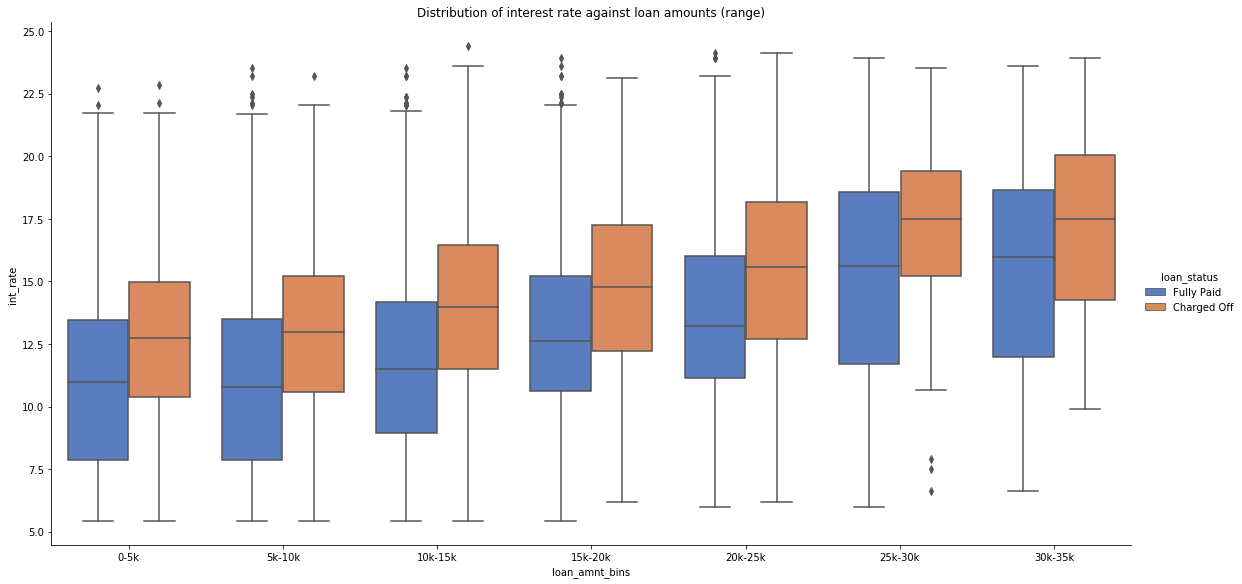 Distribution of interest rate against loan amounts (range)
25.0
22.5
20.0
17.5
15.0
12.5
10.0
7.5
5.0
int_rate
0-5k
5k-10k
10k-15k
15k-20k
20k-25k
25k-30k
30k-35k
loan_amnt_bins
loan_status
Fully Paid
Charged Off